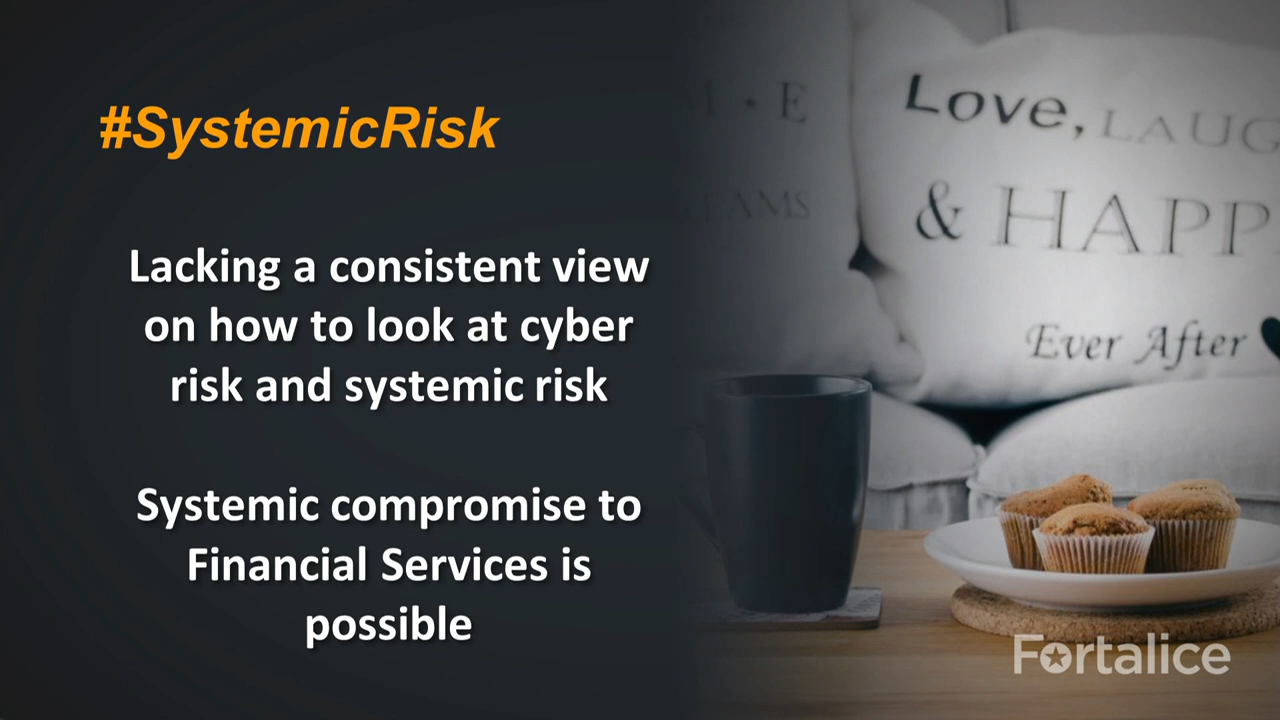 #SystemicRisk
Lacking a consistent view
on how to look at cyber
risk and systemic risk
Systemic compromise to
Financial Services is
possible
Love,
&
Ever After
Fortalice